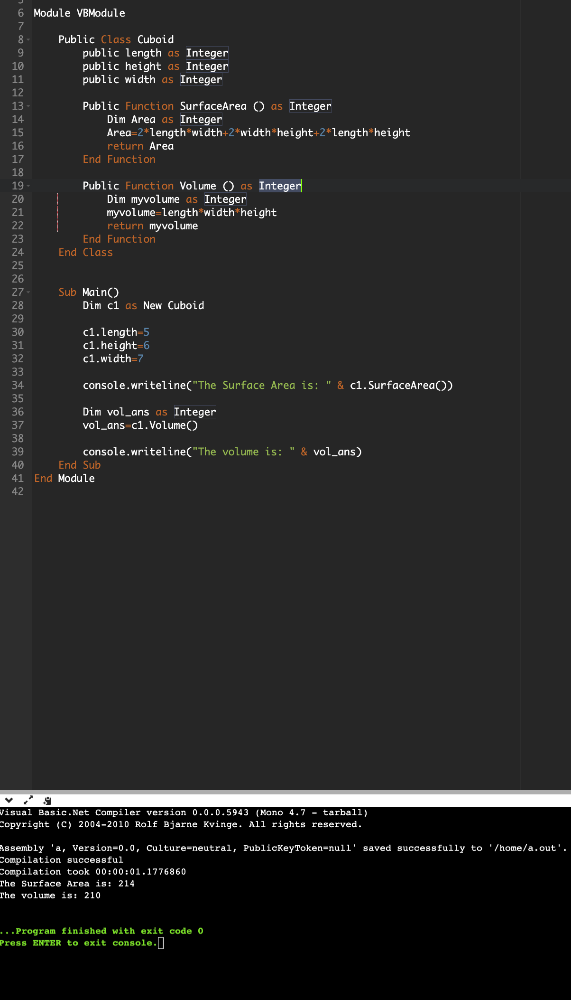 5
6 Module VBModule
7
8 Public Class Cuboid
9 public length as Integer
10 public height as Integer
11 public width as Integer
12
13 Public Function SurfaceArea () as Integer
14 Dim Area as Integer
15 Area=2*length*width+2*width*height+2*length*height
16 return Area
17 End Function
18
19 Public Function Volume () as Integer
20 Dim myvolume as Integer
21 myvolume=length*width*height
22 return myvolume
23 End Function
24 End Class
25
26
27 Sub Main()
28 Dim c1 as New Cuboid
29
30 c1.length=5
31 c1.height=6
32 c1.width=7
33
34 console.writeline("The Surface Area is: " & c1.SurfaceArea())
35
36 Dim vol_ans as Integer
37 vol_ans=c1.Volume()
38
39 console.writeline("The volume is: " & vol_ans)
40 End Sub
41 End Module
42
Visual Basic.Net Compiler version 0.0.0.5943 (Mono 4.7 - tarball)
Copyright (C) 2004-2010 Rolf Bjarne Kvinge. All rights reserved.
Assembly 'a, Version=0.0, Culture=neutral, PublicKeyToken=null' saved successfully to '/home/a.out'.
Compilation successful
Compilation took 00:00:01.1776860
The Surface Area is: 214
The volume is: 210
...Program finished with exit code 0
Press ENTER to exit console.